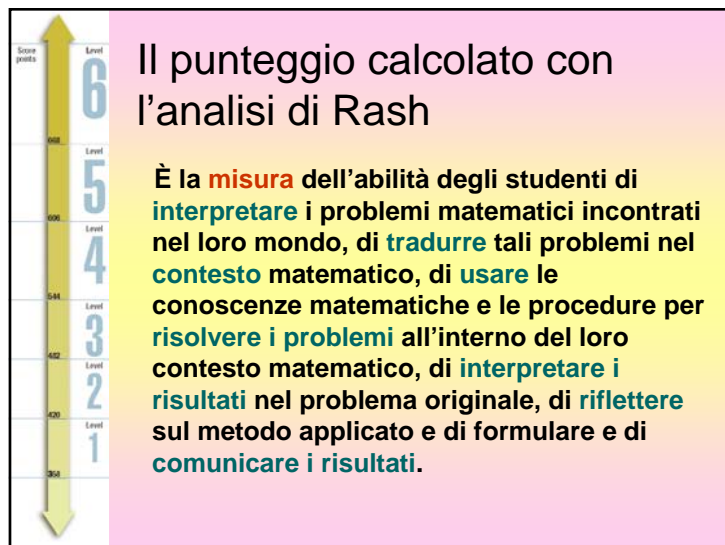 Score
points
Level
6
668
Level
5
606
Level
4
544
Level
3
482
Level
2
420
Level
1
358
Il punteggio calcolato con
l’analisi di Rash
È la misura dell’abilità degli studenti di
interpretare i problemi matematici incontrati
nel loro mondo, di tradurre tali problemi nel
contesto matematico, di usare le
conoscenze matematiche e le procedure per
risolvere i problemi all’interno del loro
contesto matematico, di interpretare i
risultati nel problema originale, di riflettere
sul metodo applicato e di formulare e di
comunicare i risultati.